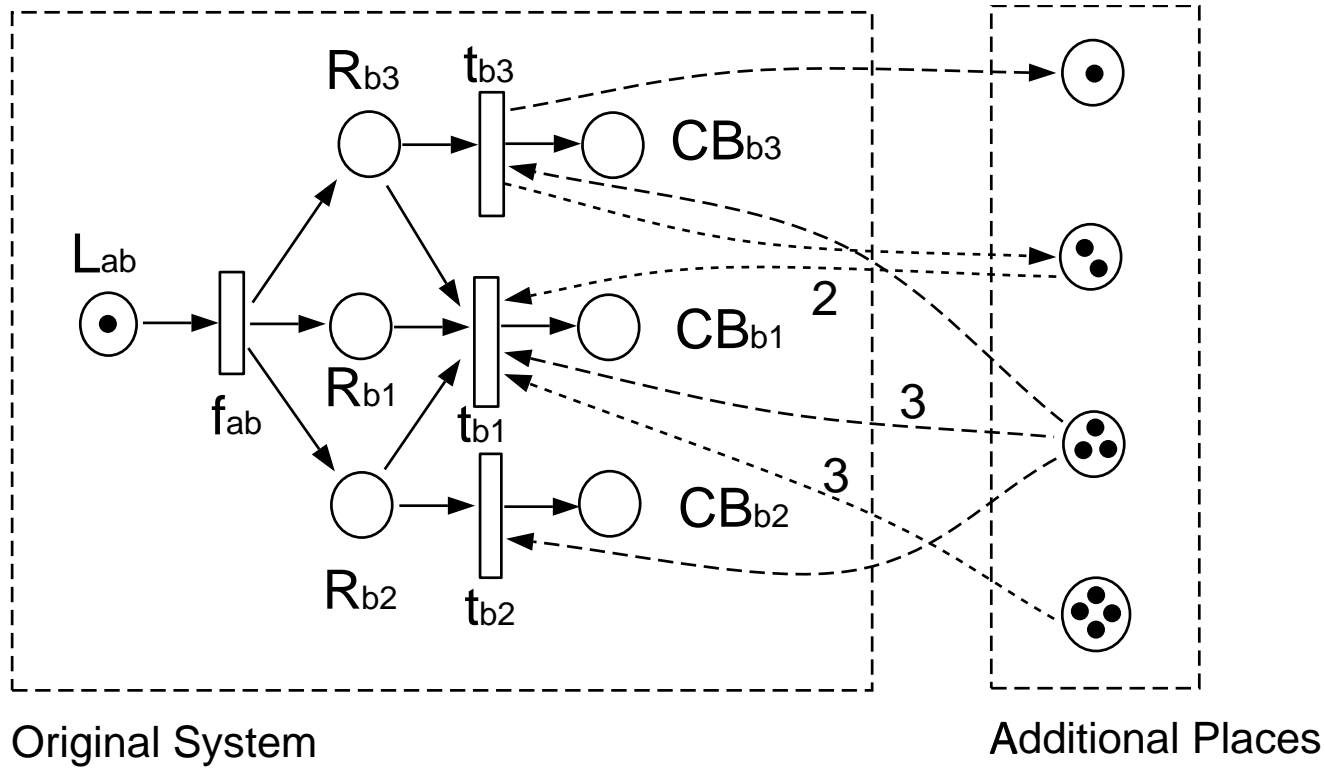 Rb3
tb3
CBb3
Lab
2
CBb1
Rb1
3
fab
tb1
3
CBb2
Rb2
tb2
Original System
Additional Places